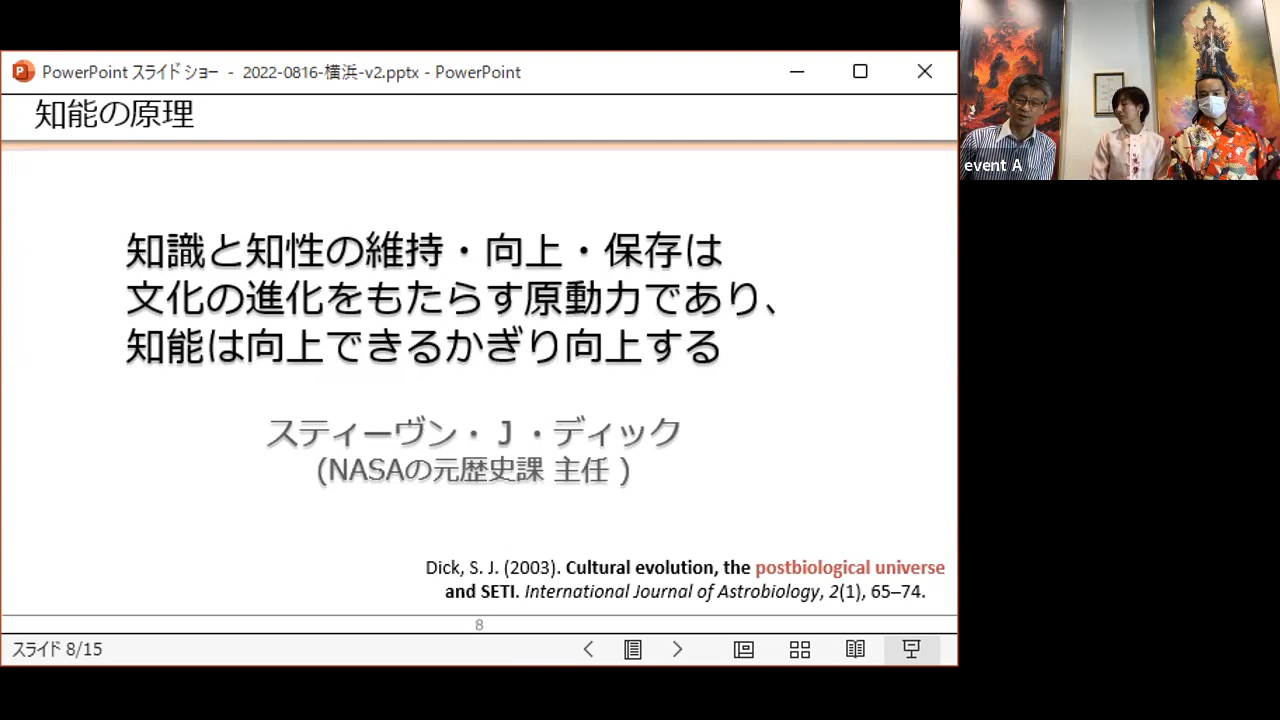 PowerPoint スライド ショー - 2022-0816-横浜-v2.pptx - PowerPoint
知能の原理
知識と知性の維持・向上・保存は
文化の進化をもたらす原動力であり、
知能は向上できるかぎり向上する
スティーヴン・J・ディック
(NASAの元歴史課 主任 )
Dick, S. J. (2003). Cultural evolution, the postbiological universe
and SETI. International Journal of Astrobiology, 2(1), 65–74.
8
スライド 8/15
event A